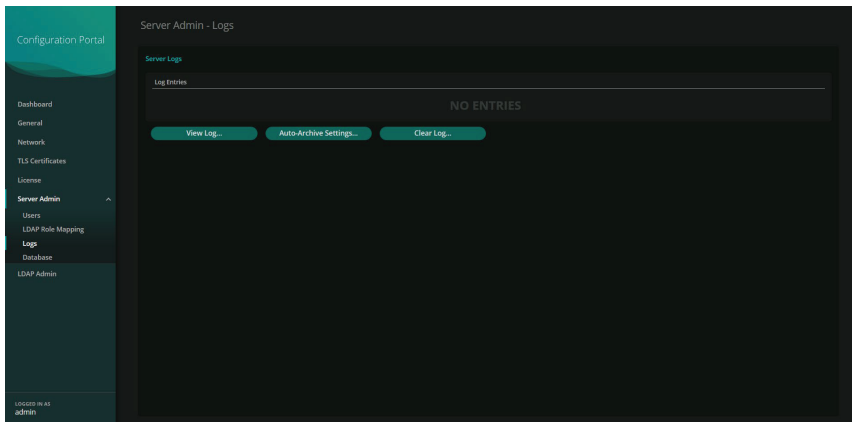 Configuration Portal
Dashboard
General
Network
TLS Certificates
License
Server Admin
Users
LDAP Role Mapping
Logs
Database
LDAP Admin
LOGGED IN AS
admin
Server Admin - Logs
Server Logs
Log Entries
NO ENTRIES
View Log...
Auto-Archive Settings...
Clear Log...